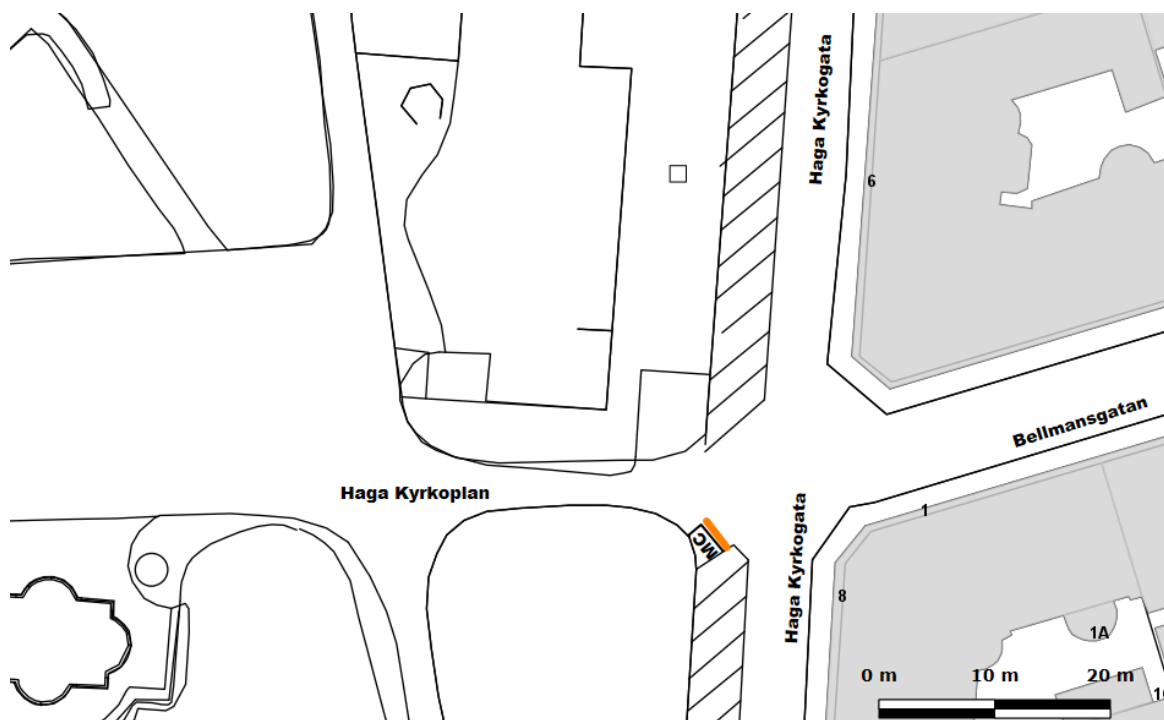 Haga Kyrkogata
6
Bellmansgatan
Haga Kyrkoplan
1
MC
Haga Kyrkogata
8
1A
0 m 10 m 20 m